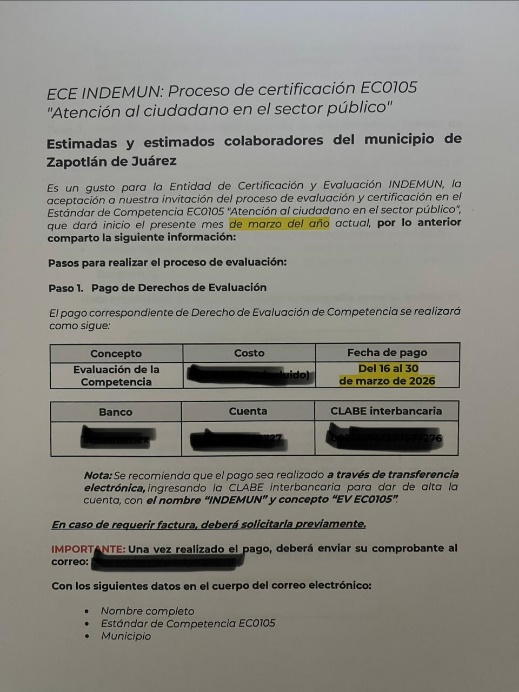 ECE INDEMUN: Proceso de certificación EC0105
"Atención al ciudadano en el sector público"
Estimadas y estimados colaboradores del municipio de
Zapotlán de Juárez
Es un gusto para la Entidad de Certificación y Evaluación INDEMUN, la
aceptación a nuestra invitación del proceso de evaluación y certificación en el
Estándar de Competencia EC0105 "Atención al ciudadano en el sector público",
que dará inicio el presente mes de marzo del año actual, por lo anterior
comparto la siguiente información:
Pasos para realizar el proceso de evaluación:
Paso 1. Pago de Derechos de Evaluación
El pago correspondiente de Derecho de Evaluación de Competencia se realizará
como sigue:
Concepto Costo Fecha de pago
Evaluación de la Competencia Del 16 al 30 de marzo de 2026
Banco Cuenta CLABE interbancaria
Nota: Se recomienda que el pago sea realizado a través de transferencia
electrónica, ingresando la CLABE interbancaria para dar de alta la
cuenta, con el nombre "INDEMUN" y concepto "EV EC0105".
En caso de requerir factura, deberá solicitarla previamente.
IMPORTANTE: Una vez realizado el pago, deberá enviar su comprobante al
correo:
Con los siguientes datos en el cuerpo del correo electrónico:
• Nombre completo
• Estándar de Competencia EC0105
• Municipio